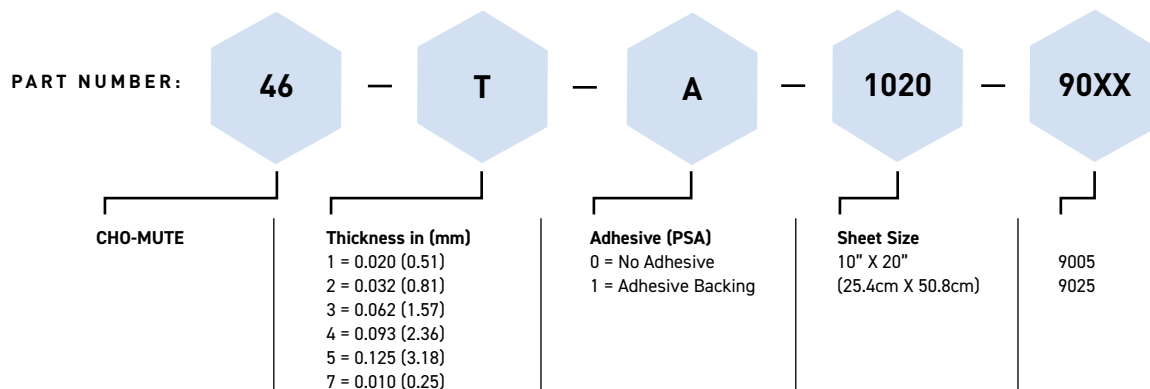 PART NUMBER: 46 — T — A — 1020 — 90XX
CHO-MUTE
Thickness in (mm)
1 = 0.020 (0.51)
2 = 0.032 (0.81)
3 = 0.062 (1.57)
4 = 0.093 (2.36)
5 = 0.125 (3.18)
7 = 0.010 (0.25)
Adhesive (PSA)
0 = No Adhesive
1 = Adhesive Backing
Sheet Size
10” X 20”
(25.4cm X 50.8cm)
9005
9025